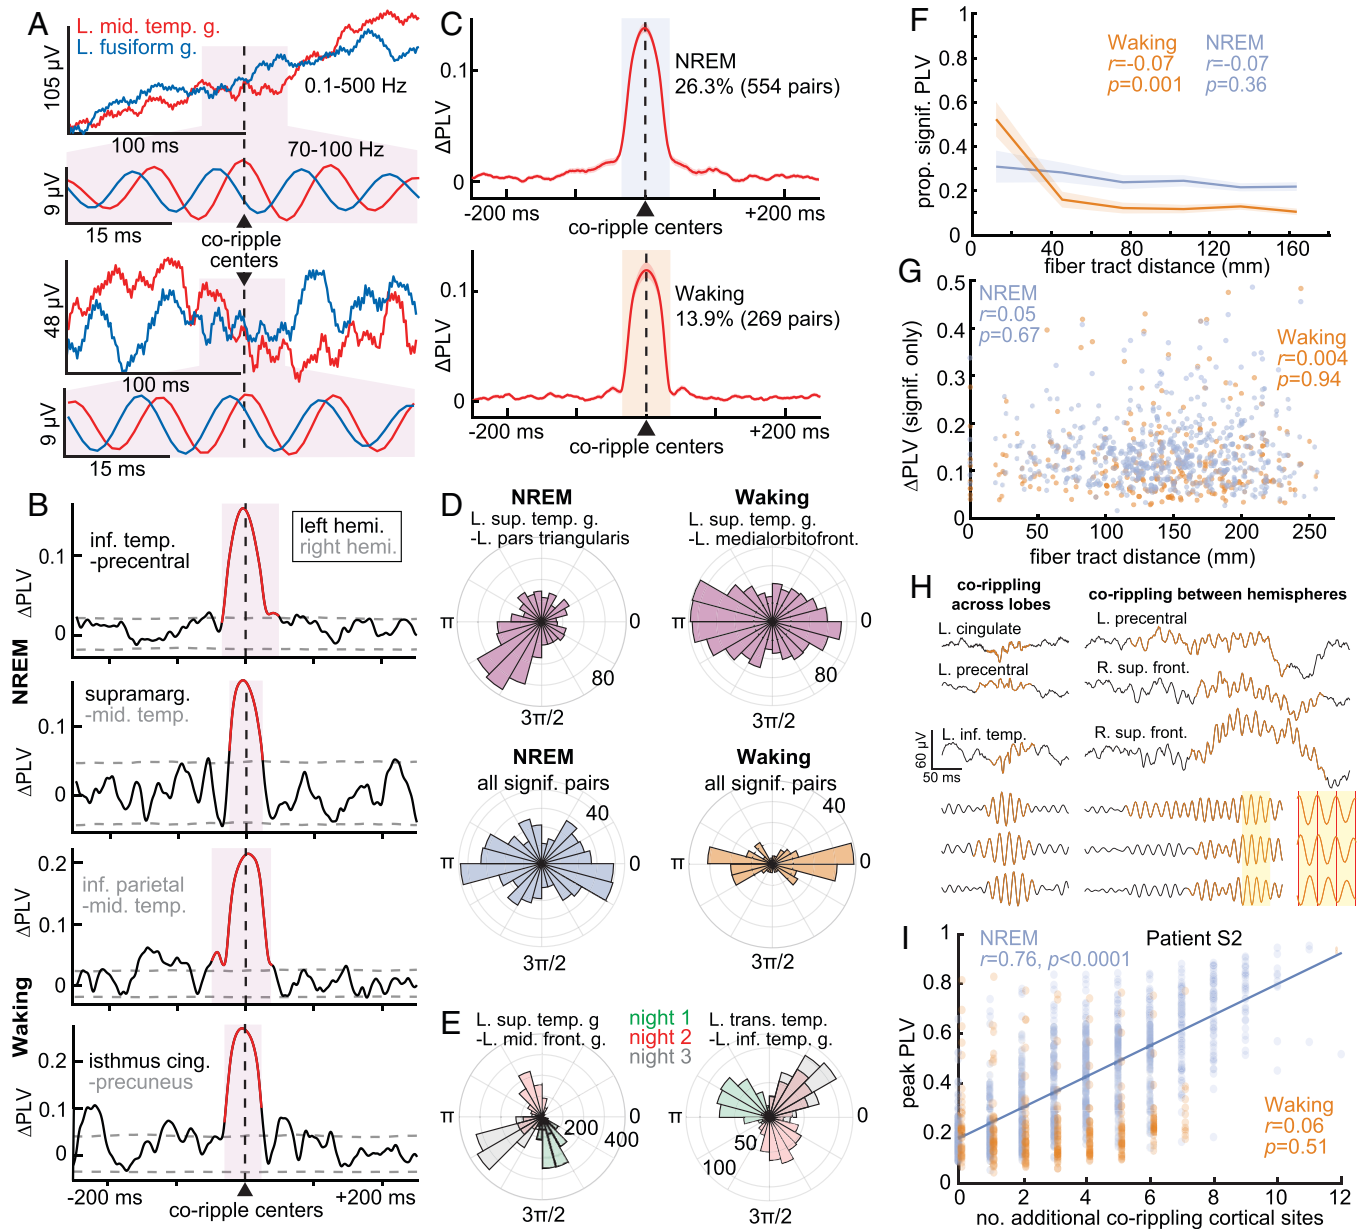 A
L. mid. temp. g.
L. fusiform g.
105 µV
0.1-500 Hz
100 ms
70-100 Hz
9 µV
15 ms
co-ripple
centers
48 µV
100 ms
9 µV
15 ms
B
NREM
Waking
inf. temp.
-precentral
left hemi.
right hemi.
0.1
0
ΔPLV
supramarg.
-mid. temp.
0.1
0
ΔPLV
inf. parietal
-mid. temp.
0.2
0.1
0
ΔPLV
isthmus cing.
-precuneus
0.2
0.1
0
ΔPLV
-200 ms
+200 ms
co-ripple centers
C
NREM
26.3% (554 pairs)
0.1
0
ΔPLV
-200 ms
+200 ms
co-ripple centers
Waking
13.9% (269 pairs)
0.1
0
ΔPLV
-200 ms
+200 ms
co-ripple centers
D
NREM
L. sup. temp. g.
-L. pars triangularis
π
0
80
3π/2
Waking
L. sup. temp. g.
-L. medialorbitofront.
π
0
80
3π/2
NREM
all signif. pairs
40
π
0
3π/2
Waking
all signif. pairs
40
π
0
3π/2
E
L. sup. temp. g
-L. mid. front. g.
night 1
night 2
night 3
π
0
200
400
3π/2
L. trans. temp.
-L. inf. temp. g.
π
0
50
100
3π/2
F
Waking
r=-0.07
p=0.001
NREM
r=-0.07
p=0.36
prop. signif. PLV
1
0.8
0.6
0.4
0.2
0
0
40
80
120
160
fiber tract distance (mm)
G
NREM
r=0.05
p=0.67
Waking
r=0.004
p=0.94
ΔPLV (signif. only)
0.5
0.4
0.3
0.2
0.1
0
0
50
100
150
200
250
fiber tract distance (mm)
H
co-rippling
across lobes
co-rippling between hemispheres
L. cingulate
L. precentral
L. inf. temp.
L. precentral
R. sup. front.
R. sup. front.
60 µV
50 ms
I
NREM
r=0.76, p<0.0001
Patient S2
Waking
r=0.06
p=0.51
peak PLV
1
0.8
0.6
0.4
0.2
0
0
2
4
6
8
10
12
no. additional co-rippling cortical sites